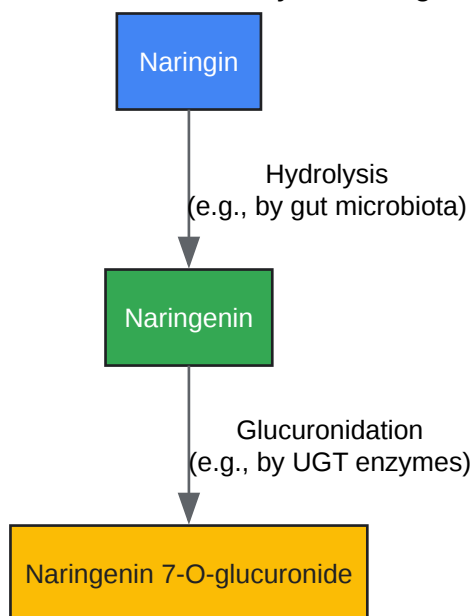 Naringin
Hydrolysis
(e.g., by gut microbiota)
Naringenin
Glucuronidation
(e.g., by UGT enzymes)
Naringenin 7-O-glucuronide